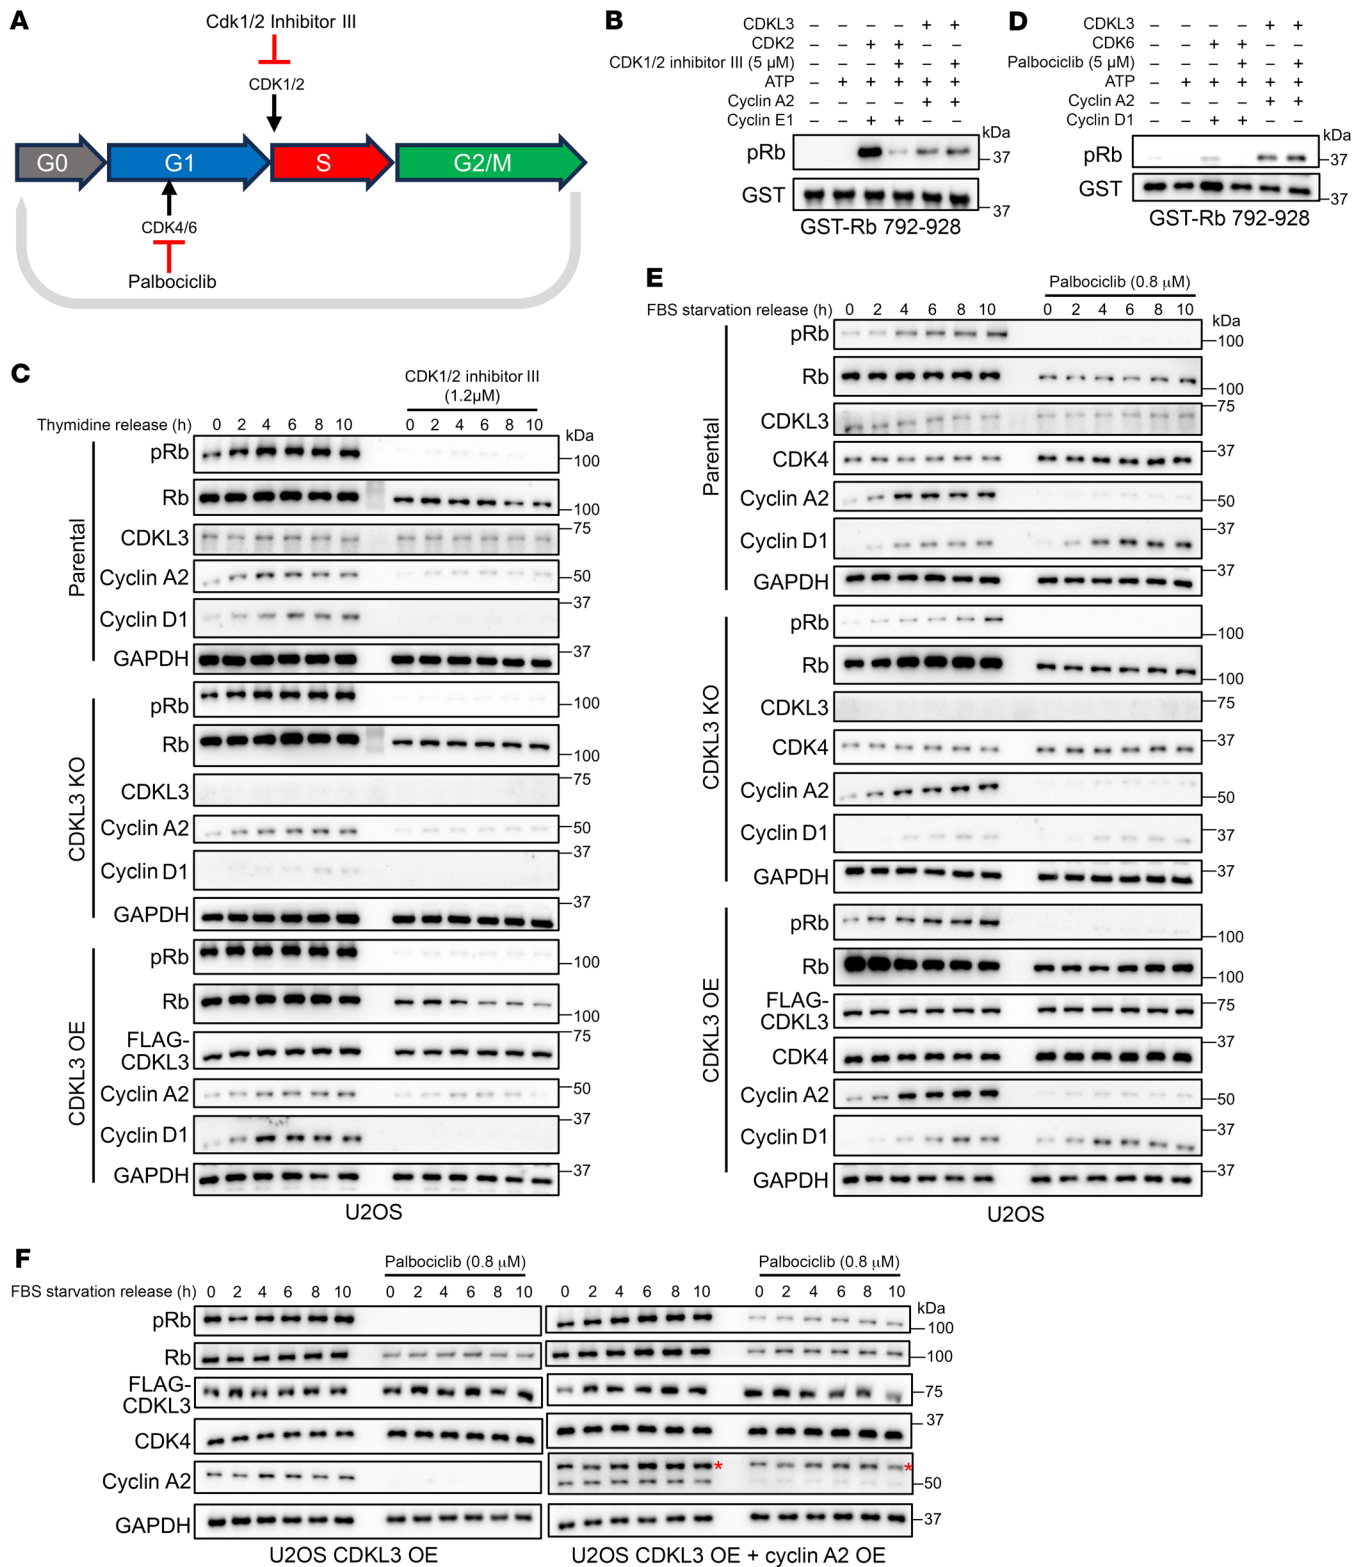 A
Cdk1/2 Inhibitor III
CDK1/2
G0 G1 S G2/M
CDK4/6
Palbociclib
B
CDKL3 – – – – + +
CDK2 – – + + – –
CDK1/2 inhibitor III (5 μM) – – – + – +
ATP – + + + + +
Cyclin A2 – – – – + +
Cyclin E1 – – + + – –
kDa
pRb 37
GST 37
GST-Rb 792-928
D
CDKL3 – – – – + +
CDK6 – – + + – –
Palbociclib (5 μM) – – – + – +
ATP – + + + + +
Cyclin A2 – – – – + +
Cyclin D1 – – + + – –
kDa
pRb 37
GST 37
GST-Rb 792-928
C
CDK1/2 inhibitor III
(1.2μM)
Thymidine release (h) 0 2 4 6 8 10 0 2 4 6 8 10
kDa
Parental
pRb 100
Rb 100
CDKL3 75
Cyclin A2 50
Cyclin D1 37
GAPDH 37
CDKL3 KO
pRb 100
Rb 100
CDKL3 75
Cyclin A2 50
Cyclin D1 37
GAPDH 37
CDKL3 OE
pRb 100
Rb 100
FLAG-
CDKL3 75
Cyclin A2 50
Cyclin D1 37
GAPDH 37
U2OS
E
Palbociclib (0.8 μM)
FBS starvation release (h) 0 2 4 6 8 10 0 2 4 6 8 10
kDa
Parental
pRb 100
Rb 100
CDKL3 75
CDK4 37
Cyclin A2 50
Cyclin D1 37
GAPDH 37
CDKL3 KO
pRb 100
Rb 100
CDKL3 75
CDK4 37
Cyclin A2 50
Cyclin D1 37
GAPDH 37
CDKL3 OE
pRb 100
Rb 100
FLAG-
CDKL3 75
CDK4 37
Cyclin A2 50
Cyclin D1 37
GAPDH 37
U2OS
F
Palbociclib (0.8 μM) Palbociclib (0.8 μM)
FBS starvation release (h) 0 2 4 6 8 10 0 2 4 6 8 10 0 2 4 6 8 10 0 2 4 6 8 10
kDa
pRb 100
Rb 100
FLAG-
CDKL3 75
CDK4 37
Cyclin A2 * * 50
GAPDH 37
U2OS CDKL3 OE U2OS CDKL3 OE + cyclin A2 OE